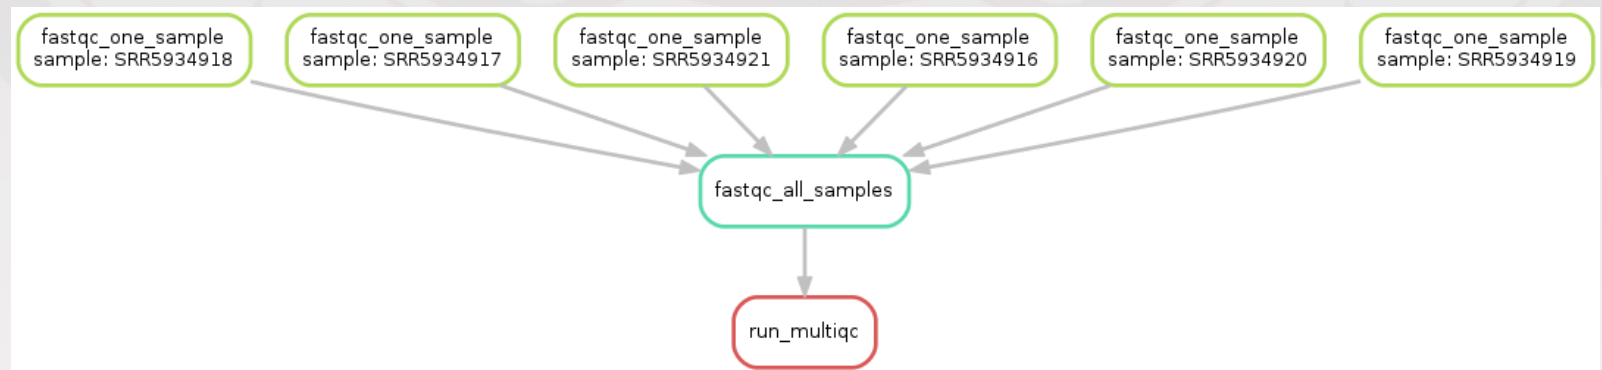 fastqc_one_sample
sample: SRR5934918
fastqc_one_sample
sample: SRR5934917
fastqc_one_sample
sample: SRR5934921
fastqc_one_sample
sample: SRR5934916
fastqc_one_sample
sample: SRR5934920
fastqc_one_sample
sample: SRR5934919
fastqc_all_samples
run_multiqc